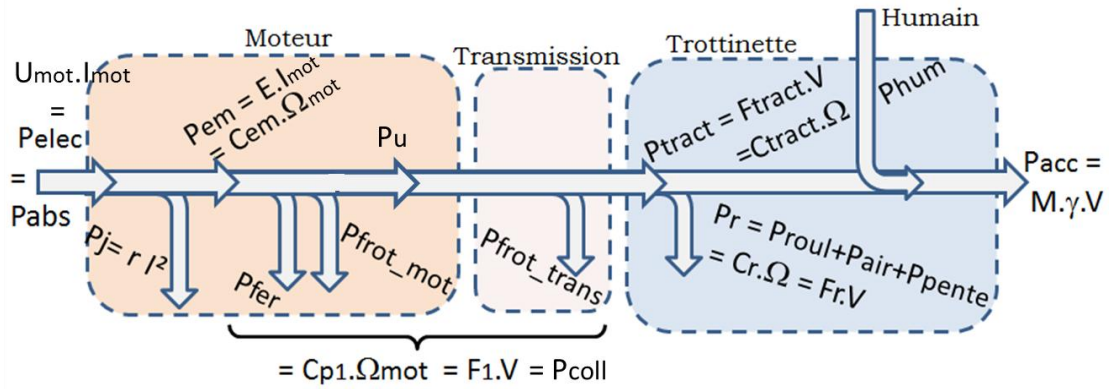 Humain
Moteur
Transmission
Trottinette
Umot.Imot
=
Pelec
=
Pabs
Pem = E.Imot
= Cem.Ωmot
Pu
Ptract = Ftract.V
=Ctract.Ω
Phum
Pacc =
M.γ.V
Pj= r I²
Pfer
Pfrot_mot
Pfrot_trans
Pr = Proul+Pair+Ppente
= Cr.Ω = Fr.V
= Cp1.Ωmot = F1.V = Pcoll